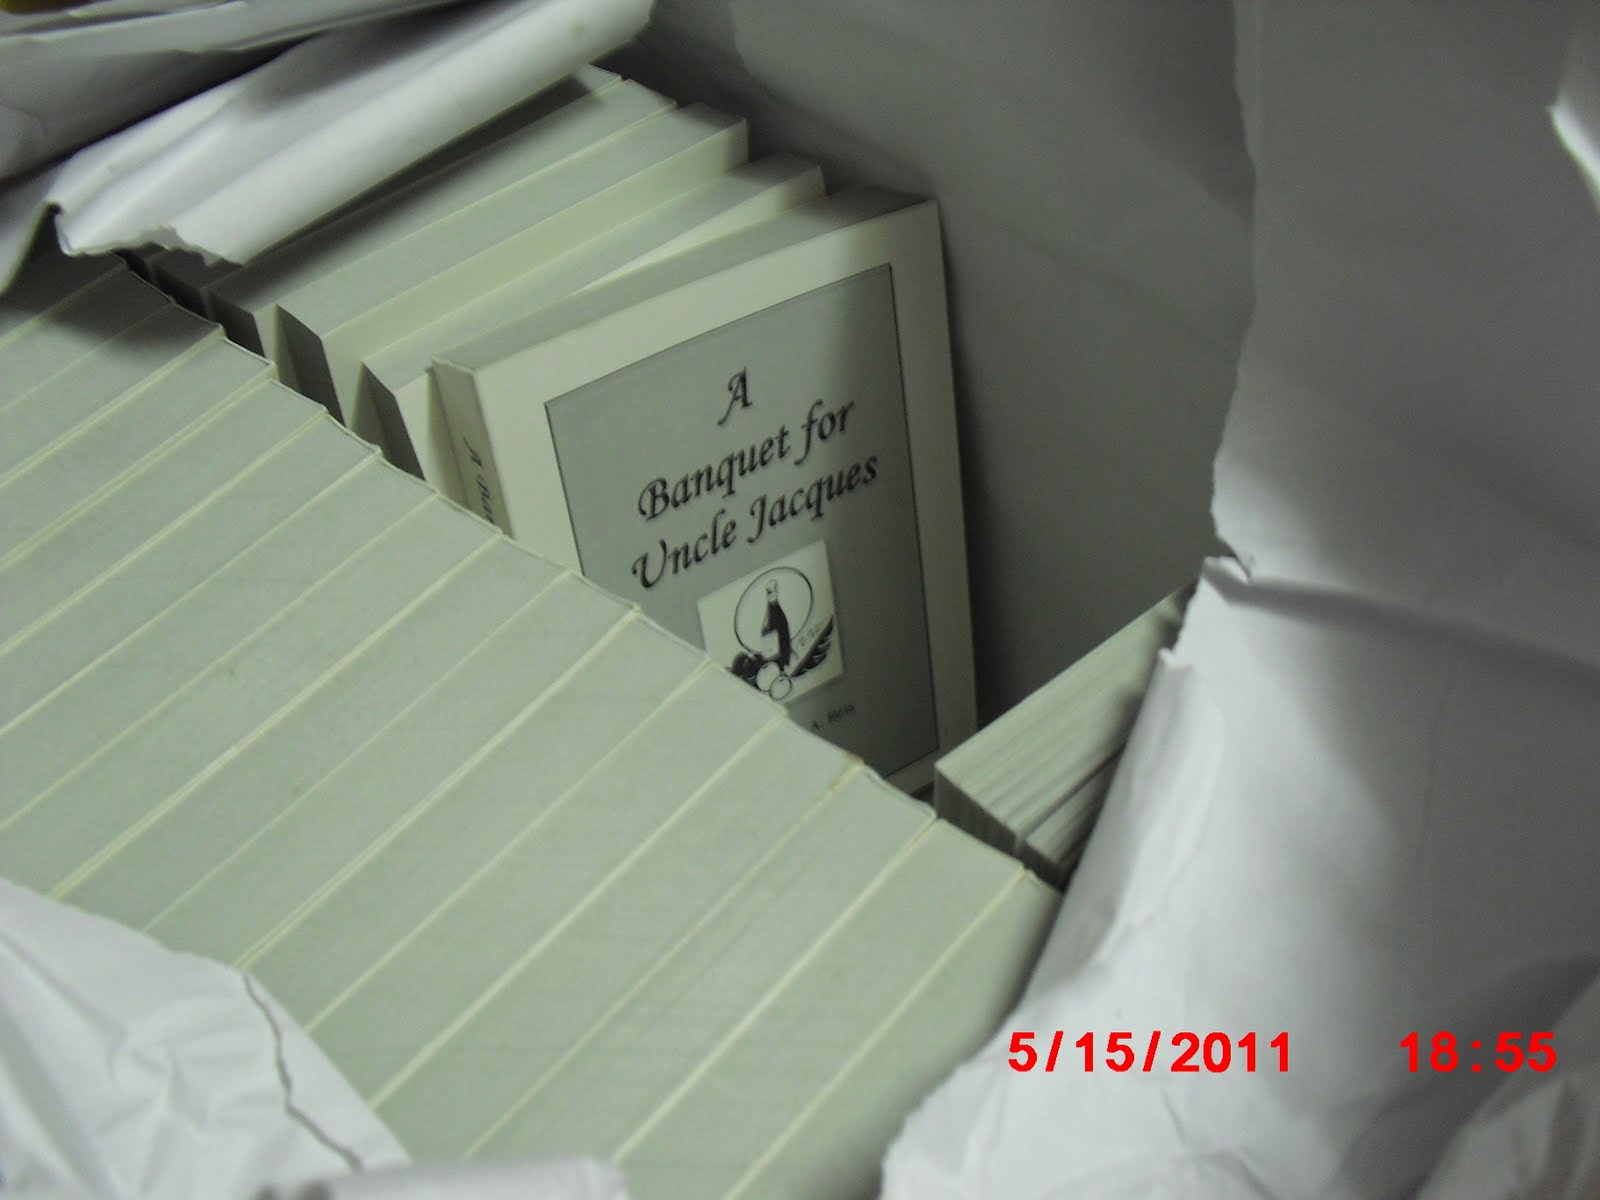 A
Banquet for
Uncle Jacques
A.
A
5/15/2011 18:55